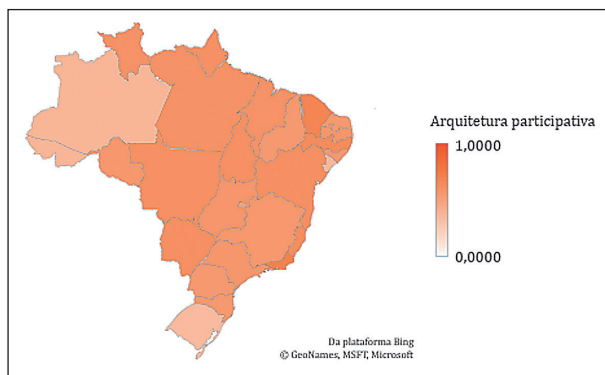 Arquitetura participativa
1,0000
0,0000
Da plataforma Bing
© GeoNames, MSFT, Microsoft